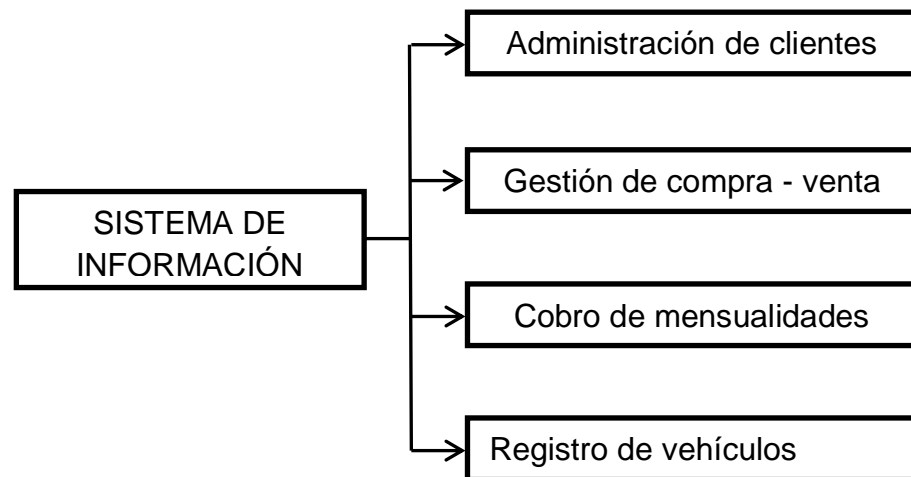 Administración de clientes
Gestión de compra - venta
SISTEMA DE
INFORMACIÓN
Cobro de mensualidades
Registro de vehículos